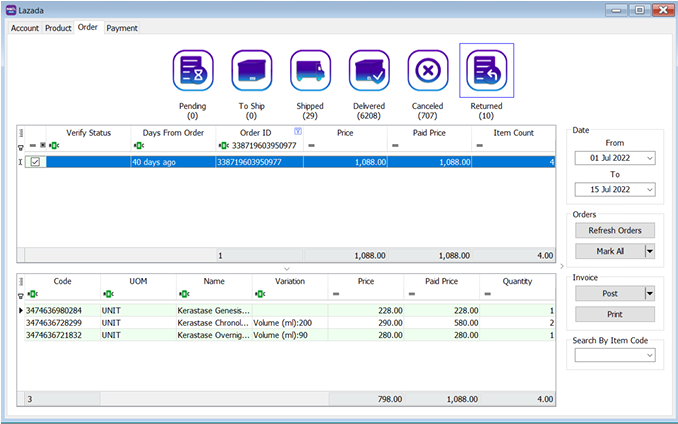 Lazada
Account Product Order Payment
Pending (0)
To Ship (0)
Shipped (29)
Delivered (6208)
Canceled (707)
Returned (10)
Verify Status Days From Order Order ID Price Paid Price Item Count
338719603950977
40 days ago 338719603950977 1,088.00 1,088.00 4
1 1,088.00 1,088.00 4.00
Code UOM Name Variation Price Paid Price Quantity
3474636980284 UNIT Kerastase Genesis... 228.00 228.00 1
3474636728299 UNIT Kerastase Chronol... Volume (ml):200 290.00 580.00 2
3474636721832 UNIT Kerastase Overnig... Volume (ml):90 280.00 280.00 1
3 798.00 1,088.00 4.00
Date
From
01 Jul 2022
To
15 Jul 2022
Orders
Refresh Orders
Mark All
Invoice
Post
Print
Search By Item Code